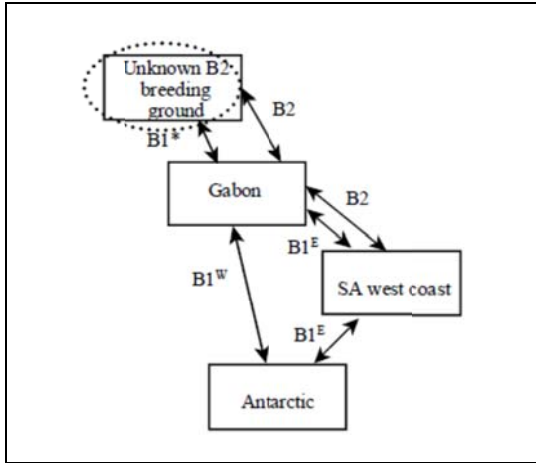 Unknown B2
breeding
ground
B2
B1*
Gabon
B2
B1ᴱ
B1ᵂ
SA west coast
B1ᴱ
Antarctic